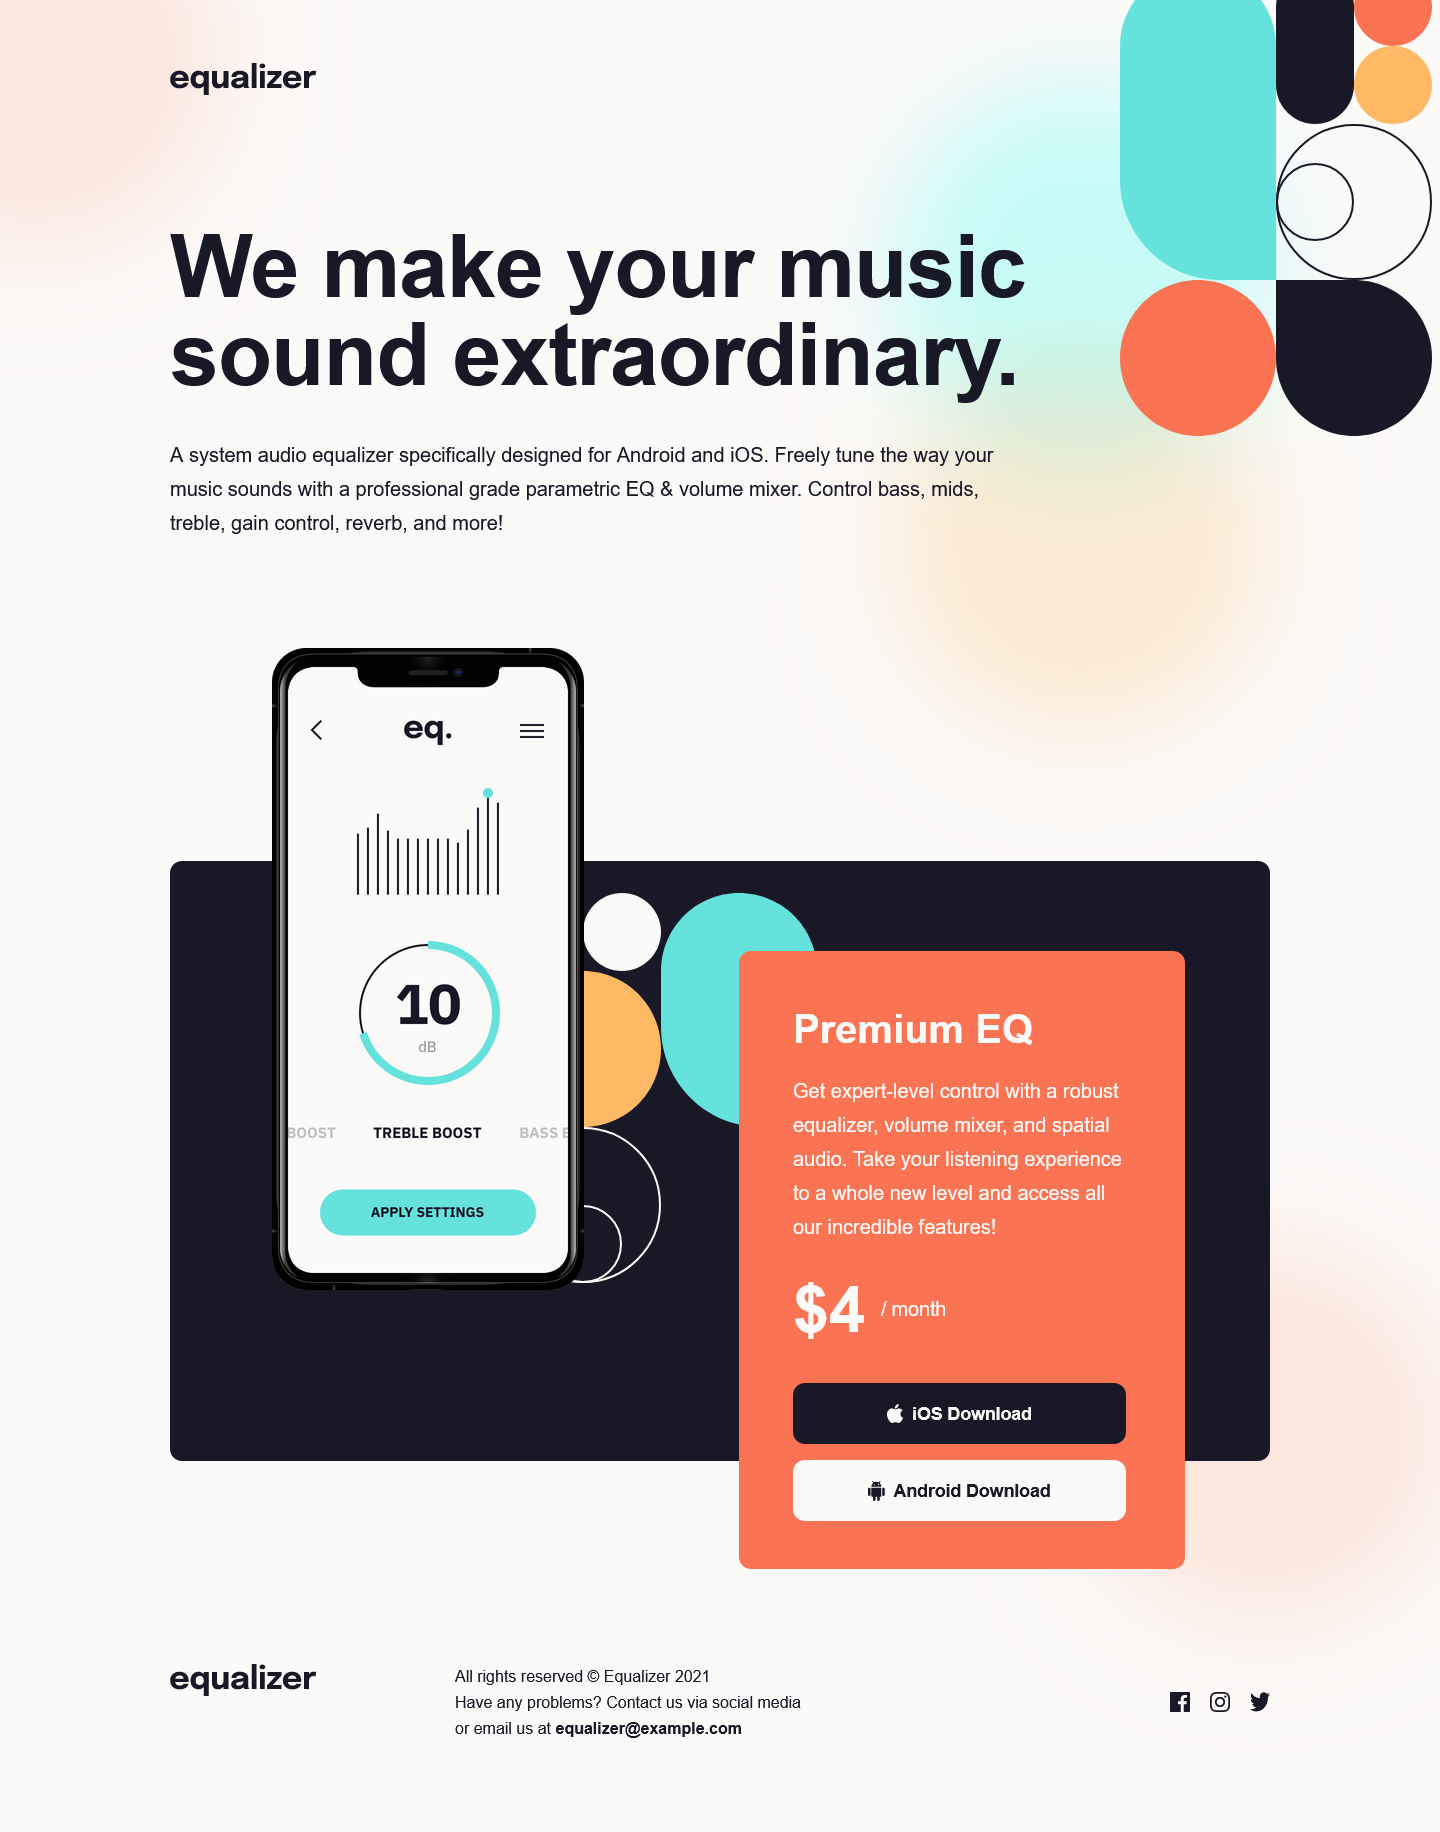 equalizer
We make your music
sound extraordinary.
A system audio equalizer specifically designed for Android and iOS. Freely tune the way your
music sounds with a professional grade parametric EQ & volume mixer. Control bass, mids,
treble, gain control, reverb, and more!
eq.
10
dB
BOOST TREBLE BOOST BASS B
APPLY SETTINGS
Premium EQ
Get expert-level control with a robust
equalizer, volume mixer, and spatial
audio. Take your listening experience
to a whole new level and access all
our incredible features!
$4 / month
iOS Download
Android Download
equalizer
All rights reserved © Equalizer 2021
Have any problems? Contact us via social media
or email us at equalizer@example.com